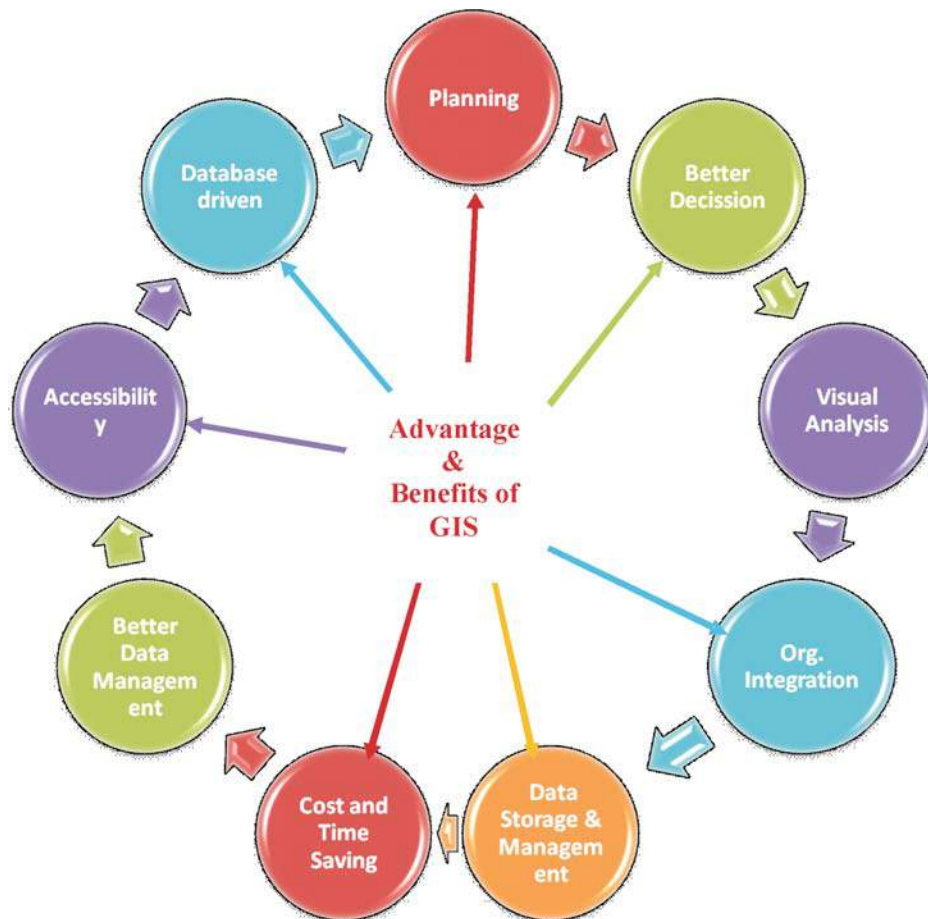 Planning
Better
Decission
Visual
Analysis
Org.
Integration
Data
Storage &
Managem
ent
Cost and
Time
Saving
Better
Data
Managem
ent
Accessibilit
y
Database
driven
Advantage
&
Benefits of
GIS